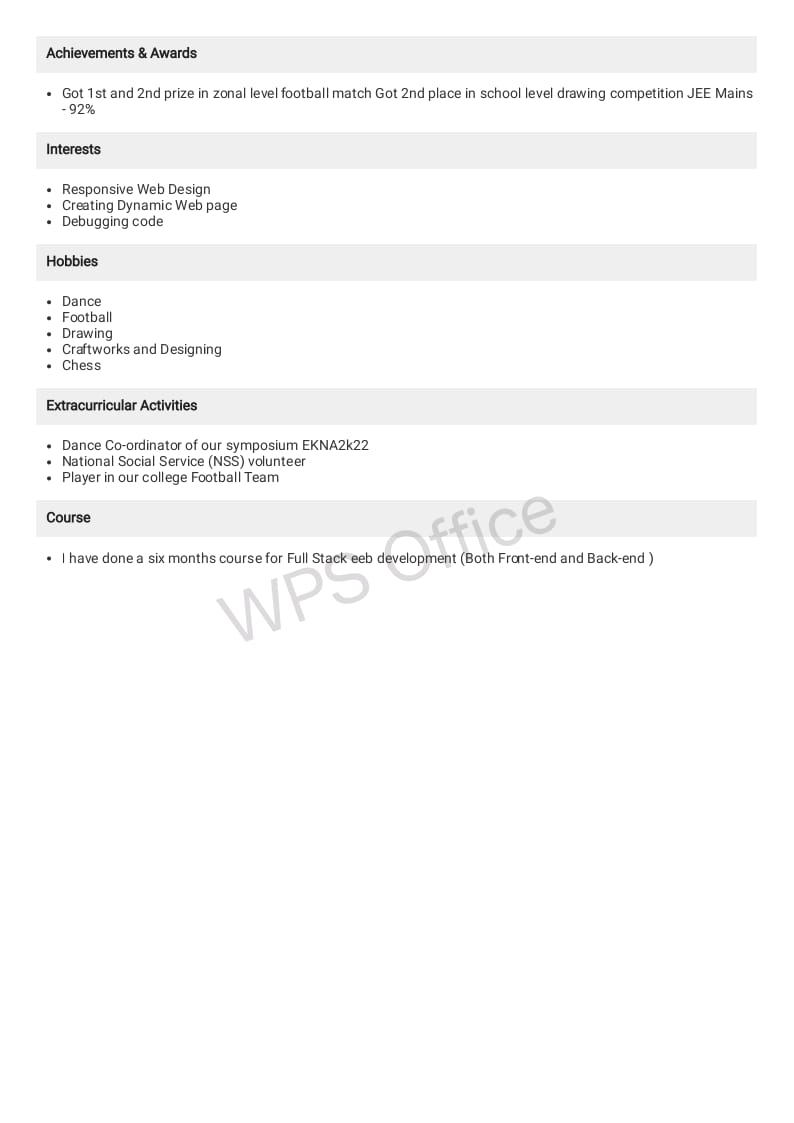 Achievements & Awards
• Got 1st and 2nd prize in zonal level football match Got 2nd place in school level drawing competition JEE Mains
- 92%
Interests
• Responsive Web Design
• Creating Dynamic Web page
• Debugging code
Hobbies
• Dance
• Football
• Drawing
• Craftworks and Designing
• Chess
Extracurricular Activities
• Dance Co-ordinator of our symposium EKNA2k22
• National Social Service (NSS) volunteer
• Player in our college Football Team
Course
• I have done a six months course for Full Stack eeb development (Both Front-end and Back-end )
WPS Office